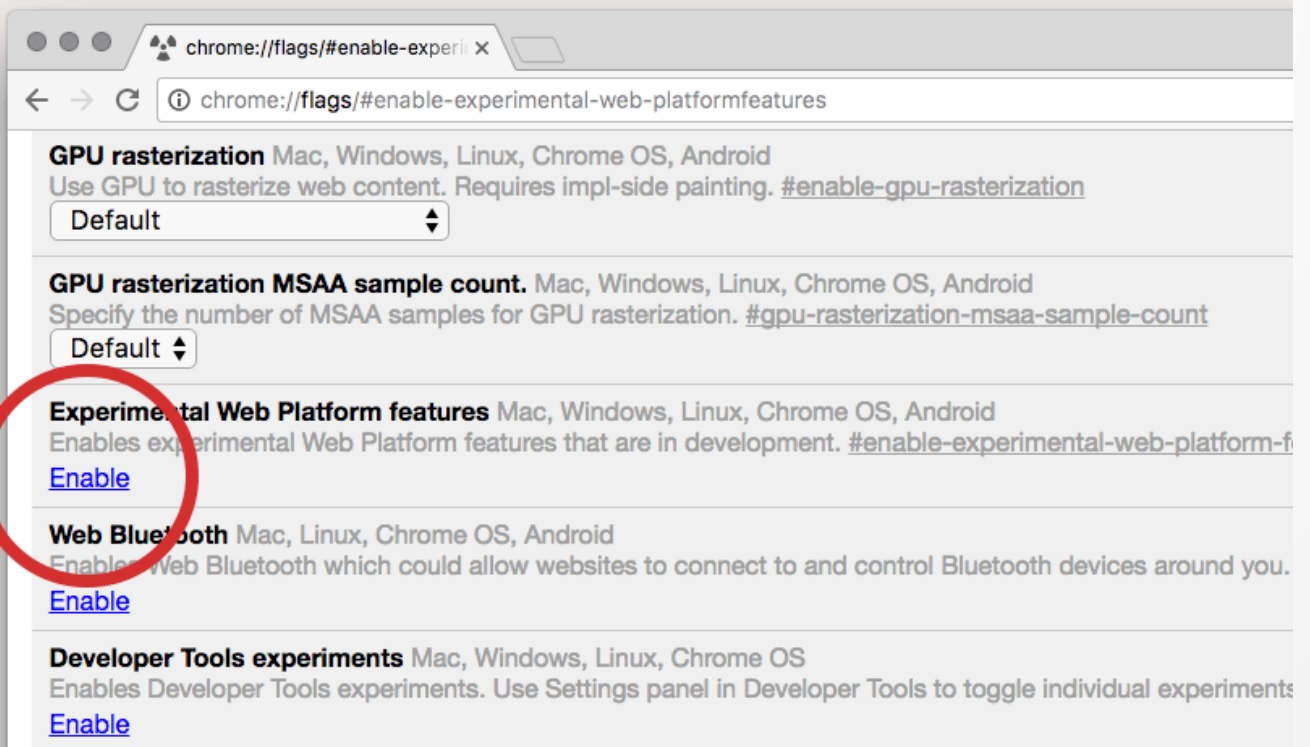 chrome://flags/#enable-experi
chrome://flags/#enable-experimental-web-platformfeatures
GPU rasterization Mac, Windows, Linux, Chrome OS, Android
Use GPU to rasterize web content. Requires impl-side painting. #enable-gpu-rasterization
Default
GPU rasterization MSAA sample count. Mac, Windows, Linux, Chrome OS, Android
Specify the number of MSAA samples for GPU rasterization. #gpu-rasterization-msaa-sample-count
Default
Experimental Web Platform features Mac, Windows, Linux, Chrome OS, Android
Enables experimental Web Platform features that are in development. #enable-experimental-web-platform-f
Enable
Web Bluetooth Mac, Linux, Chrome OS, Android
Enables Web Bluetooth which could allow websites to connect to and control Bluetooth devices around you.
Enable
Developer Tools experiments Mac, Windows, Linux, Chrome OS
Enables Developer Tools experiments. Use Settings panel in Developer Tools to toggle individual experiments
Enable